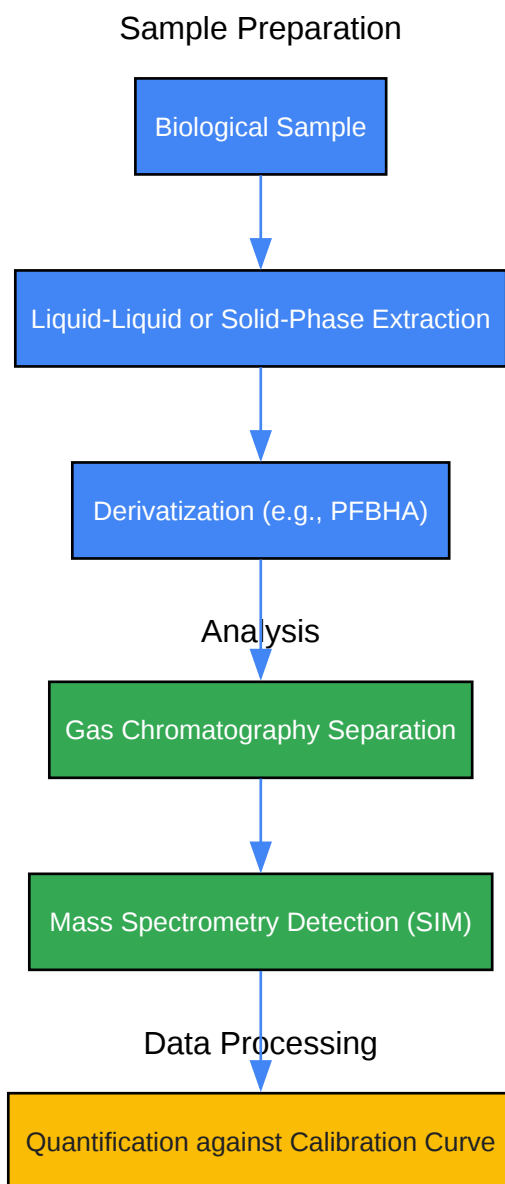 Sample Preparation
Biological Sample
Liquid-Liquid or Solid-Phase Extraction
Derivatization (e.g., PFBHA)
Analysis
Gas Chromatography Separation
Mass Spectrometry Detection (SIM)
Data Processing
Quantification against Calibration Curve